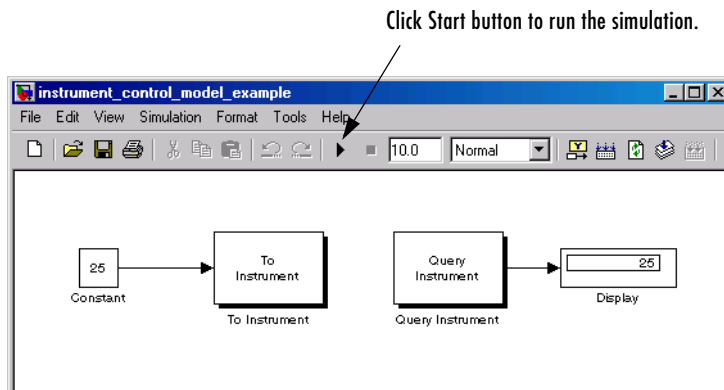 Click Start button to run the simulation.
instrument_control_model_example
File Edit View Simulation Format Tools Help
10.0 Normal
25
Constant
To
Instrument
To Instrument
Query
Instrument
Query Instrument
25
Display